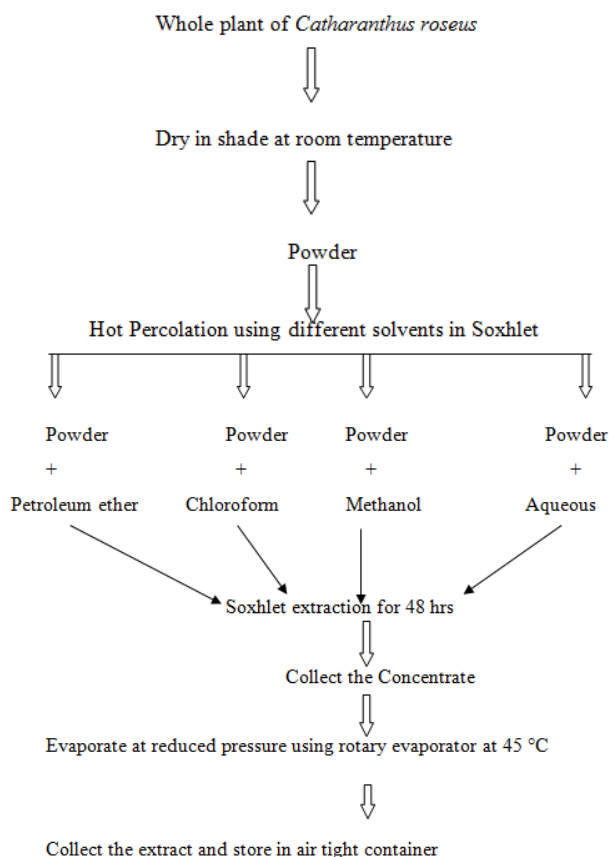 Whole plant of Catharanthus roseus
Dry in shade at room temperature
Powder
Hot Percolation using different solvents in Soxhlet
Powder Powder Powder Powder
+ + + +
Petroleum ether Chloroform Methanol Aqueous
Soxhlet extraction for 48 hrs
Collect the Concentrate
Evaporate at reduced pressure using rotary evaporator at 45 °C
Collect the extract and store in air tight container